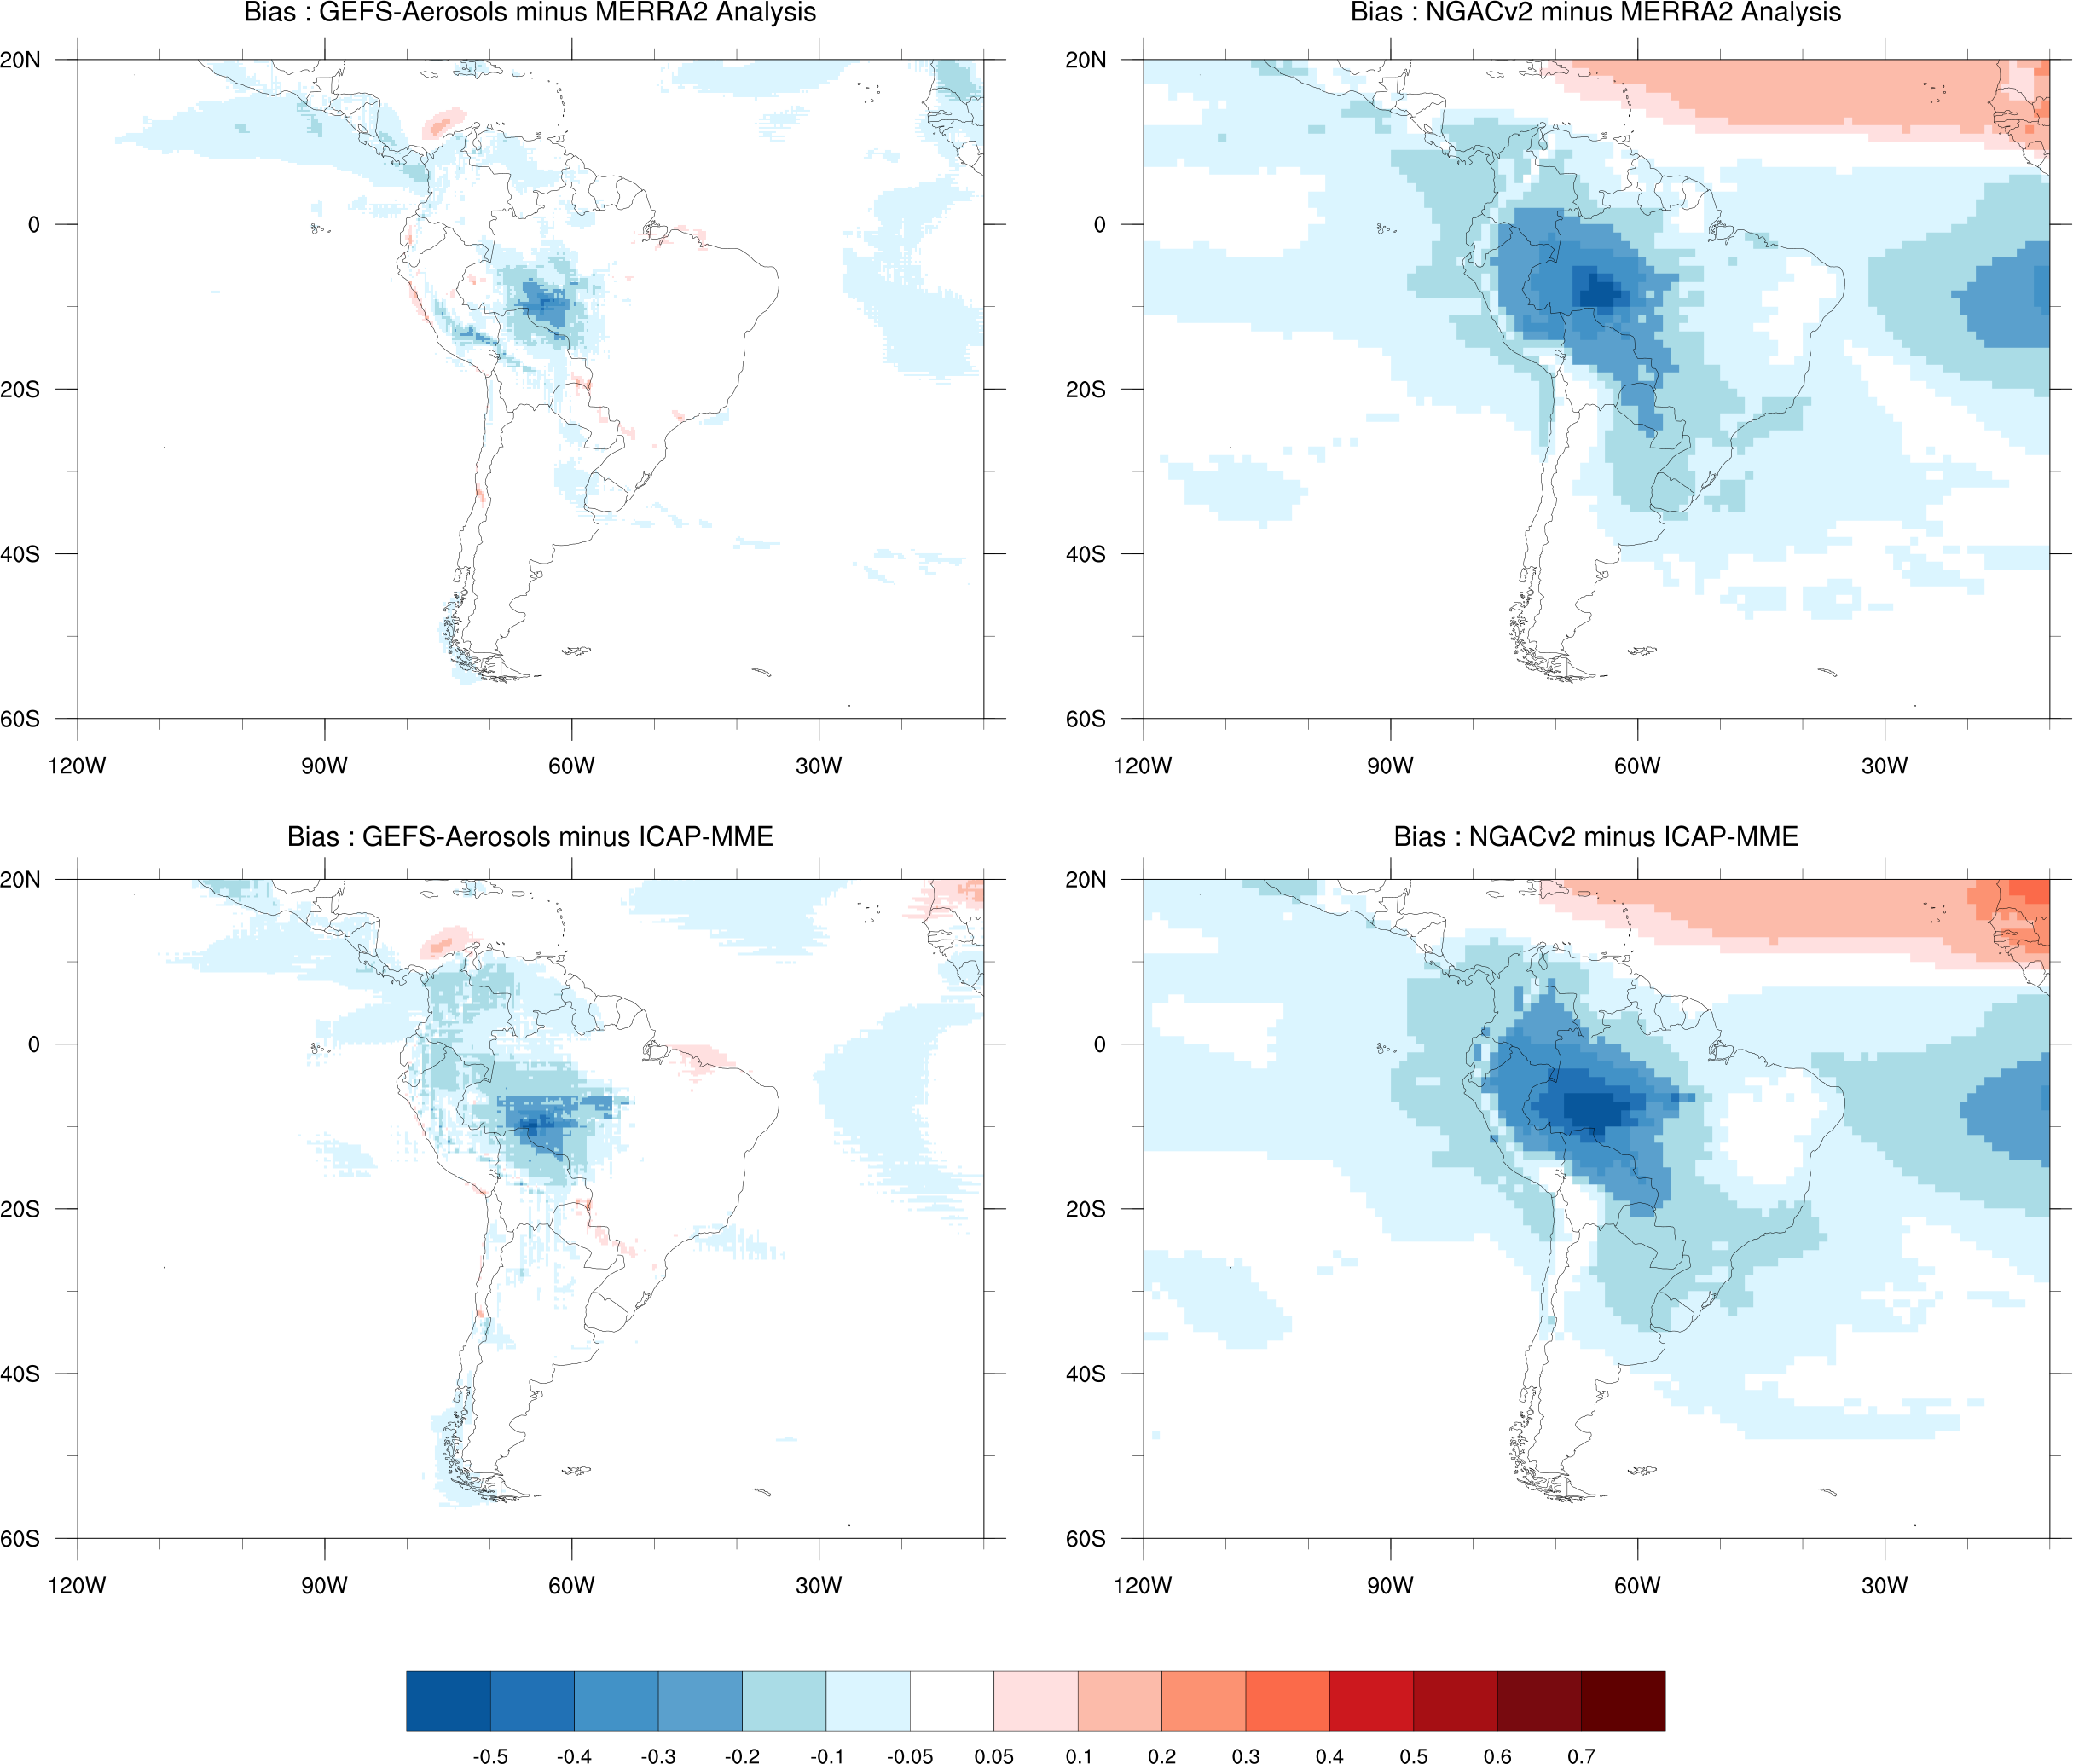 Bias : GEFS-Aerosols minus MERRA2 Analysis
20N
0
20S
40S
60S
120W 90W 60W 30W
Bias : NGACv2 minus MERRA2 Analysis
20N
0
20S
40S
60S
120W 90W 60W 30W
Bias : GEFS-Aerosols minus ICAP-MME
20N
0
20S
40S
60S
120W 90W 60W 30W
Bias : NGACv2 minus ICAP-MME
20N
0
20S
40S
60S
120W 90W 60W 30W
-0.5 -0.4 -0.3 -0.2 -0.1 -0.05 0.05 0.1 0.2 0.3 0.4 0.5 0.6 0.7